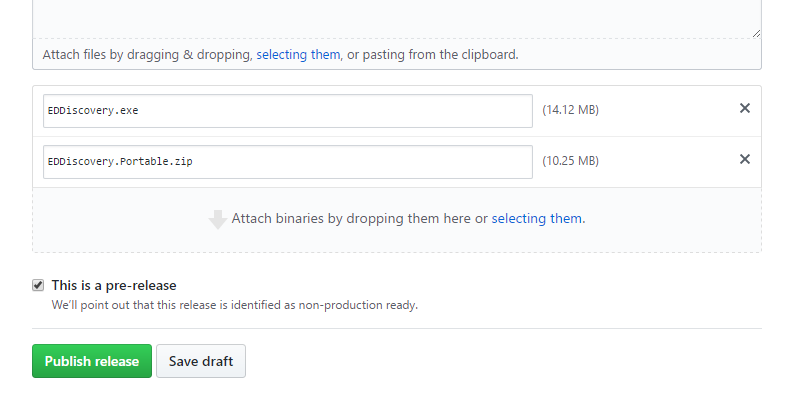 Attach files by dragging & dropping, selecting them, or pasting from the clipboard.
EDDiscovery.exe (14.12 MB)
EDDiscovery.Portable.zip (10.25 MB)
Attach binaries by dropping them here or selecting them.
This is a pre-release
We'll point out that this release is identified as non-production ready.
Publish release Save draft